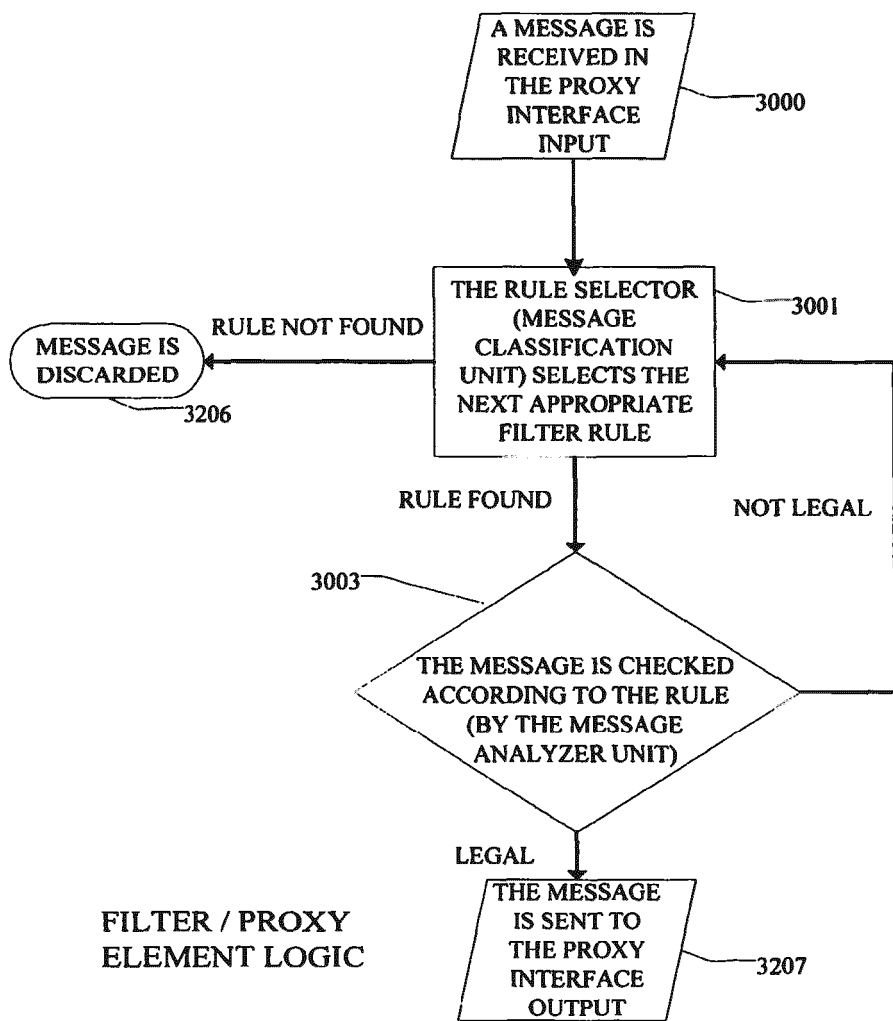 A MESSAGE IS
RECEIVED IN
THE PROXY
INTERFACE
INPUT
3000
THE RULE SELECTOR
(MESSAGE
CLASSIFICATION
UNIT) SELECTS THE
NEXT APPROPRIATE
FILTER RULE
3001
RULE NOT FOUND
MESSAGE IS
DISCARDED
3206
RULE FOUND
NOT LEGAL
3003
THE MESSAGE IS CHECKED
ACCORDING TO THE RULE
(BY THE MESSAGE
ANALYZER UNIT)
LEGAL
THE MESSAGE
IS SENT TO
THE PROXY
INTERFACE
OUTPUT
3207
FILTER / PROXY
ELEMENT LOGIC